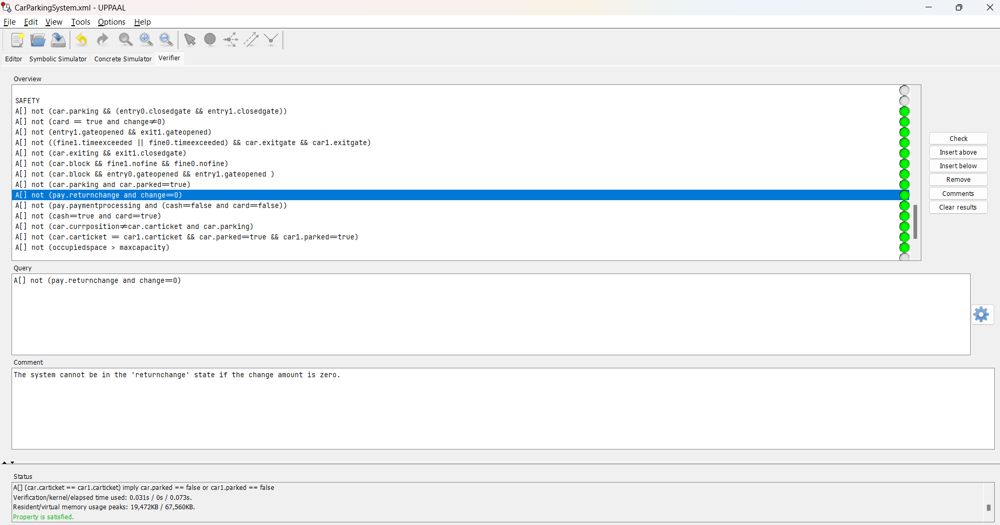 CarParkingSystem.xml - UPPAAL
File Edit View Tools Options Help
Editor Symbolic Simulator Concrete Simulator Verifier
Overview
SAFETY
A[] not (car.parking && (entry0.closedgate && entry1.closedgate))
A[] not (card == true and change≠0)
A[] not (entry1.gateopened && exit1.gateopened)
A[] not ((fine1.timeexceeded || fine0.timeexceeded) && car.exitgate && car1.exitgate)
A[] not (car.exiting && exit1.closedgate)
A[] not (car.block && fine1.nofine && fine0.nofine)
A[] not (car.block && entry0.gateopened && entry1.gateopened )
A[] not (car.parking and car.parked==true)
A[] not (pay.returnchange and change==0)
A[] not (pay.paymentprocessing and (cash==false and card==false))
A[] not (cash==true and card==true)
A[] not (car.currposition≠car.carticket and car.parking)
A[] not (car.carticket == car1.carticket && car.parked==true && car1.parked==true)
A[] not (occupiedspace > maxcapacity)
Check
Insert above
Insert below
Remove
Comments
Clear results
Query
A[] not (pay.returnchange and change==0)
Comment
The system cannot be in the 'returnchange' state if the change amount is zero.
Status
A[] (car.carticket == car1.carticket) imply car.parked == false or car1.parked == false
Verification/kernel/elapsed time used: 0.031s / 0s / 0.073s.
Resident/virtual memory usage peaks: 19,472KB / 67,560KB.
Property is satisfied.